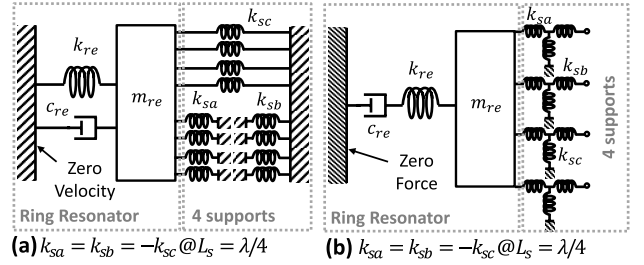 k_sc
k_re
m_re
k_sa
k_sb
c_re
Zero
Velocity
Ring Resonator
4 supports
(a) k_sa = k_sb = −k_sc@L_s = λ/4
k_sa
k_re
k_sb
m_re
c_re
k_sc
Zero
Force
4 supports
Ring Resonator
(b) k_sa = k_sb = −k_sc@L_s = λ/4